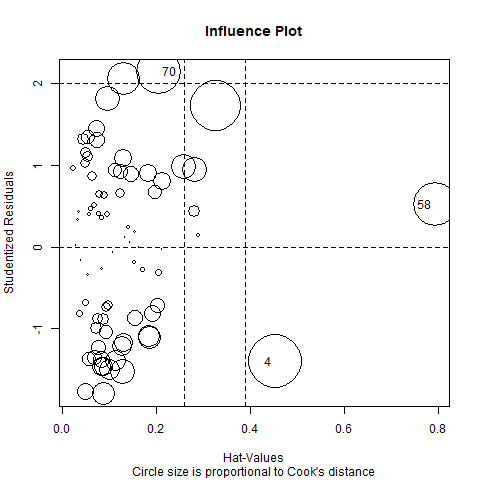 Influence Plot
Studentized Residuals
2
1
0
-1
70
58
4
0.0 0.2 0.4 0.6 0.8
Hat-Values
Circle size is proportional to Cook's distance